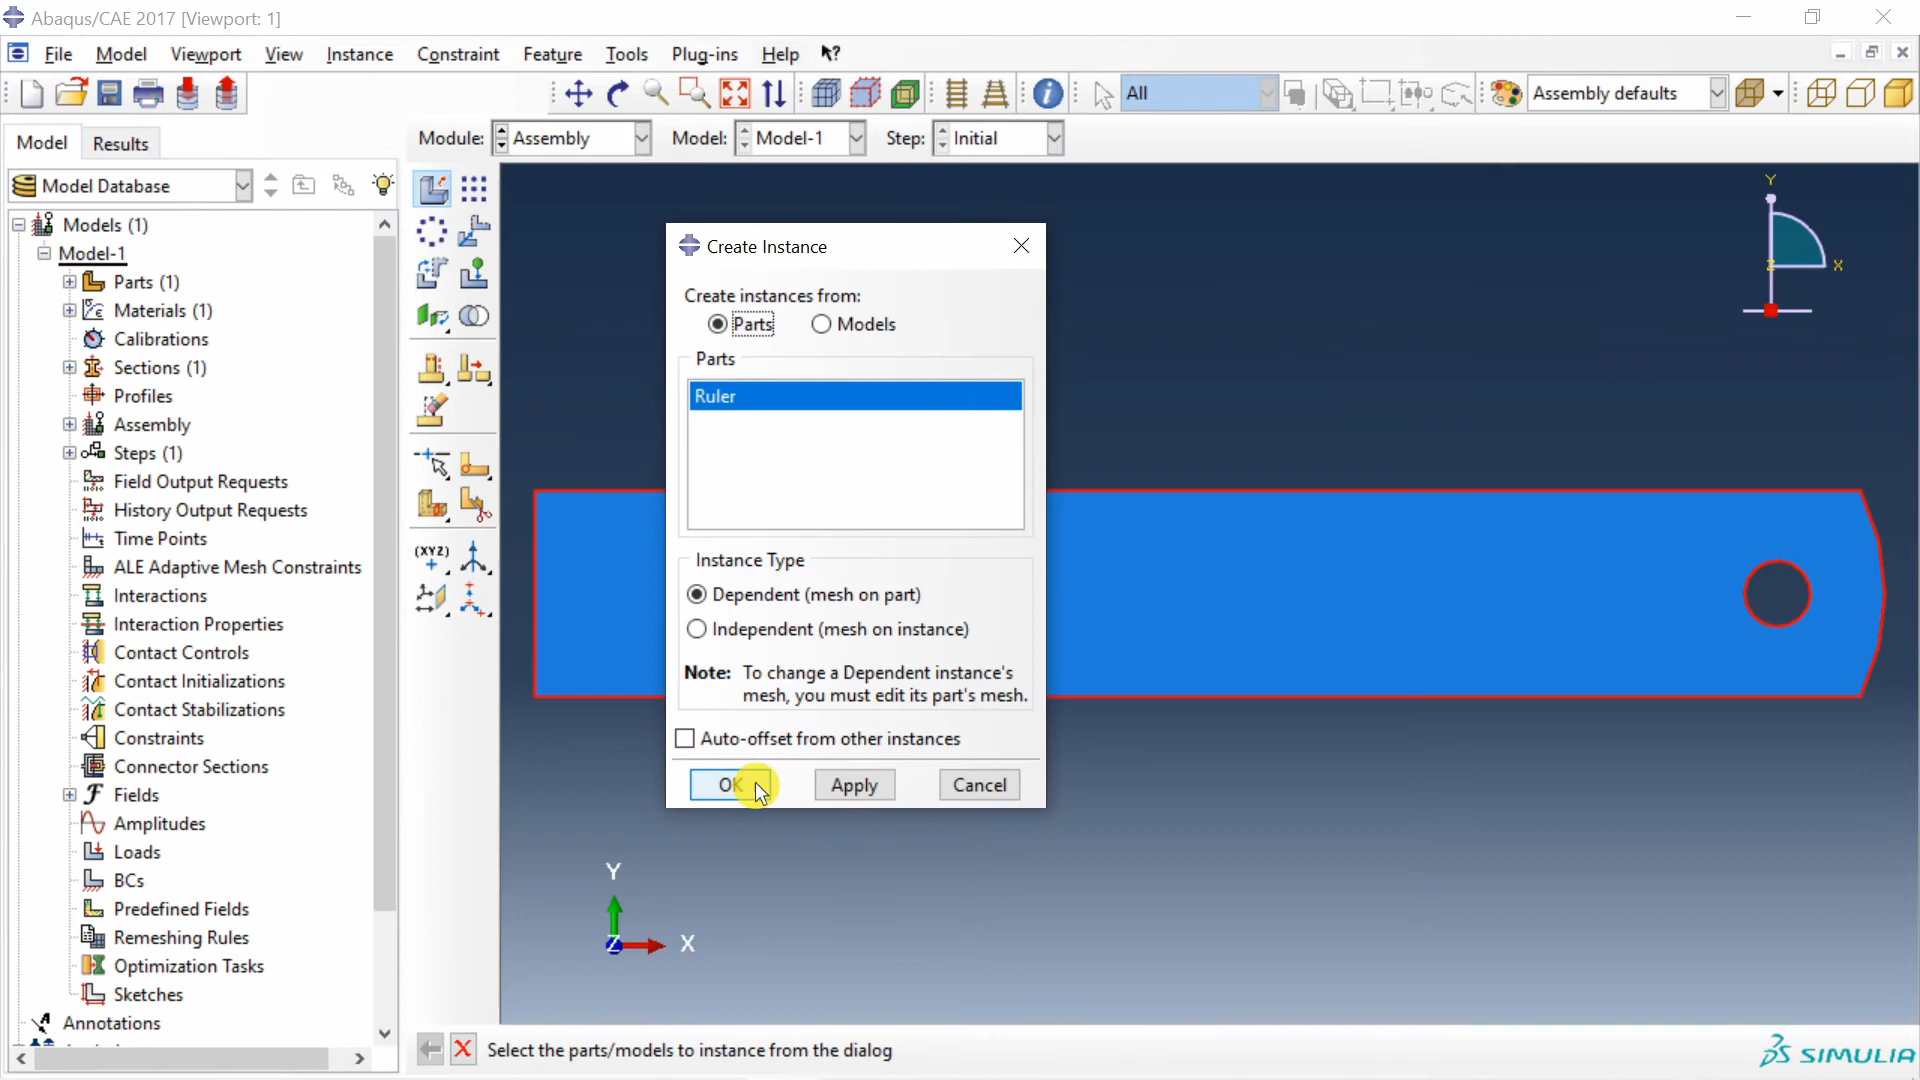 Abaqus/CAE 2017 [Viewport: 1]
File Model Viewport View Instance Constraint Feature Tools Plug-ins Help
All
Assembly defaults
Model Results
Module: Assembly Model: Model-1 Step: Initial
Model Database
Models (1)
Model-1
Parts (1)
Materials (1)
Calibrations
Sections (1)
Profiles
Assembly
Steps (1)
Field Output Requests
History Output Requests
Time Points
ALE Adaptive Mesh Constraints
Interactions
Interaction Properties
Contact Controls
Contact Initializations
Contact Stabilizations
Constraints
Connector Sections
Fields
Amplitudes
Loads
BCs
Predefined Fields
Remeshing Rules
Optimization Tasks
Sketches
Annotations
(XYZ)
Create Instance
Create instances from:
Parts Models
Parts
Ruler
Instance Type
Dependent (mesh on part)
Independent (mesh on instance)
Note: To change a Dependent instance's
mesh, you must edit its part's mesh.
Auto-offset from other instances
OK Apply Cancel
Y
Z X
Y
Z X
Select the parts/models to instance from the dialog
SIMULIA